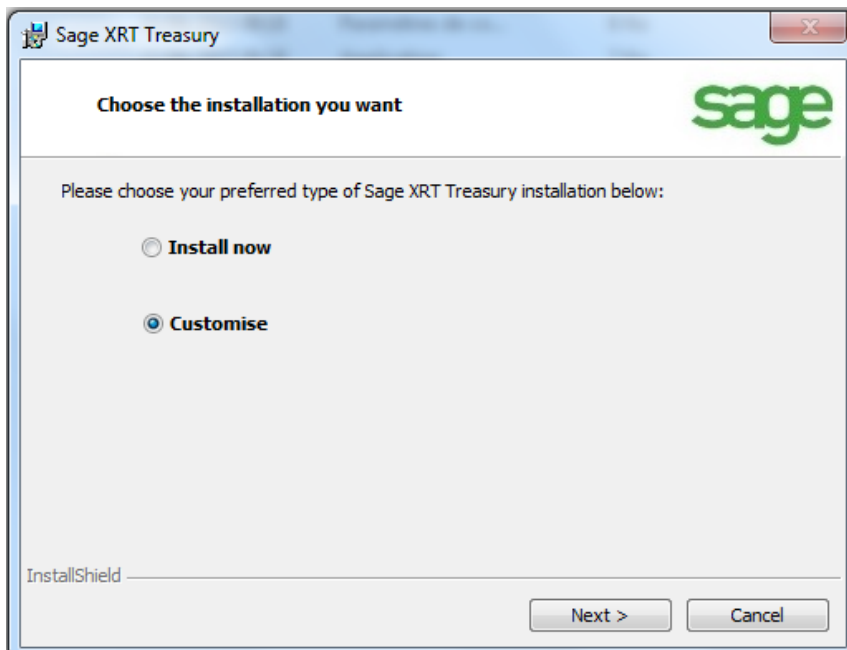 Sage XRT Treasury
Choose the installation you want
sage
Please choose your preferred type of Sage XRT Treasury installation below:
Install now
Customise
InstallShield
Next >
Cancel